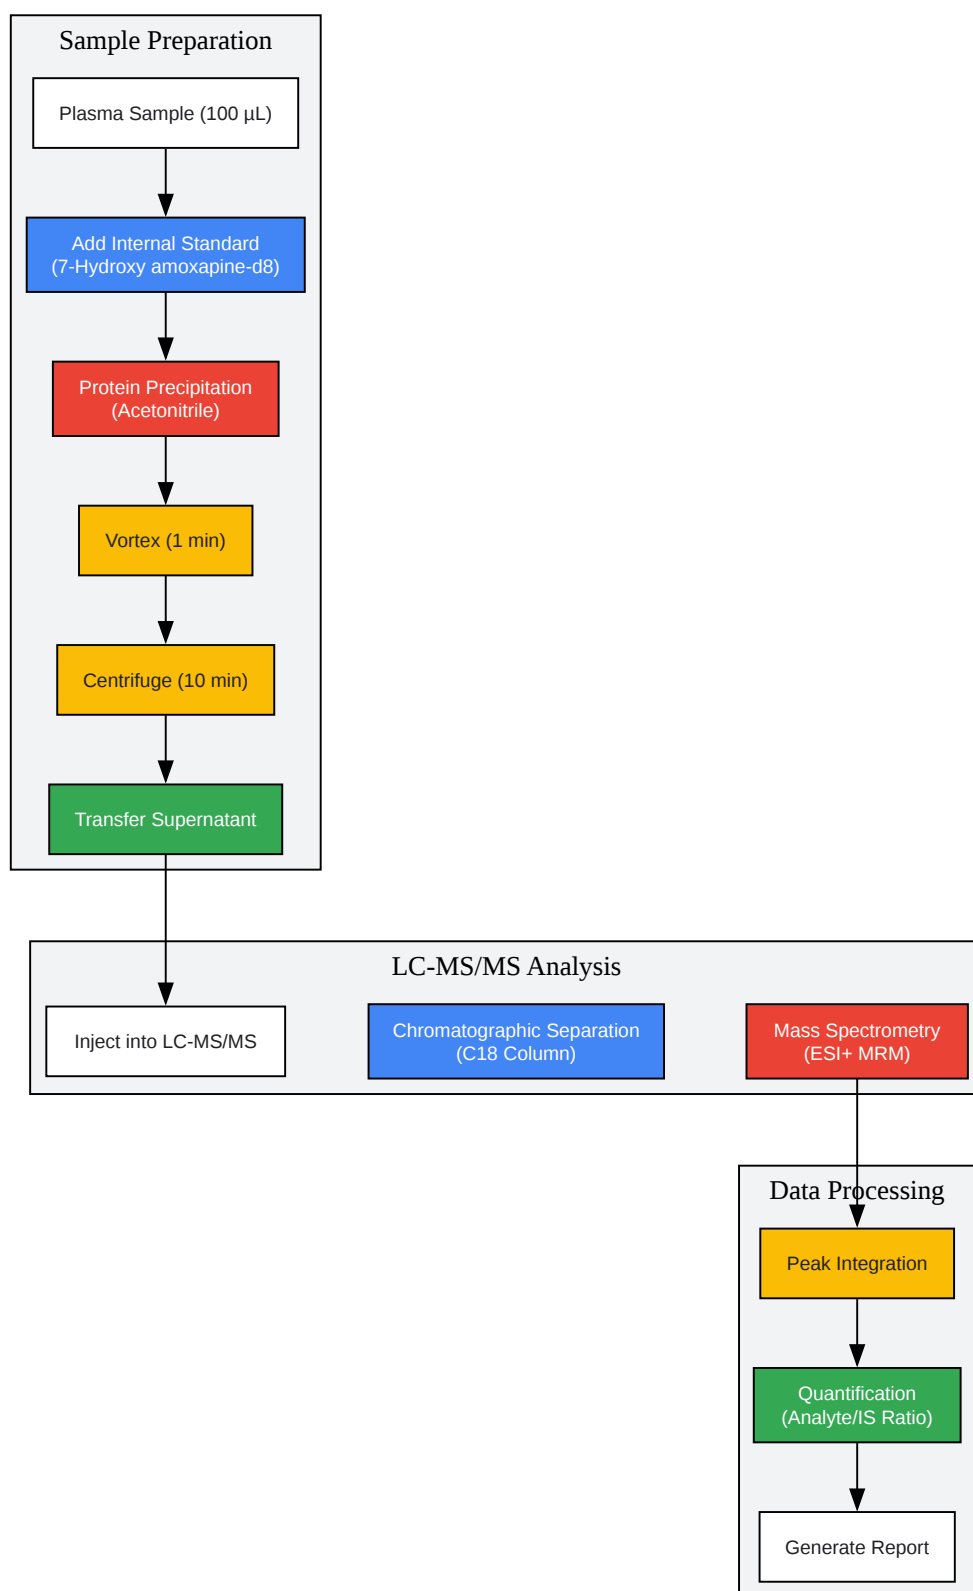 Sample Preparation
Plasma Sample (100 µL)
Add Internal Standard
(7-Hydroxy amoxapine-d8)
Protein Precipitation
(Acetonitrile)
Vortex (1 min)
Centrifuge (10 min)
Transfer Supernatant
LC-MS/MS Analysis
Inject into LC-MS/MS
Chromatographic Separation
(C18 Column)
Mass Spectrometry
(ESI+ MRM)
Data Processing
Peak Integration
Quantification
(Analyte/IS Ratio)
Generate Report